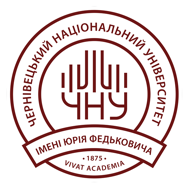 ЧЕРНІВЕЦЬКИЙ НАЦІОНАЛЬНИЙ УНІВЕРСИТЕТ
ЧНУ
ІМЕНІ ЮРІЯ ФЕДЬКОВИЧА
· 1875 ·
VIVAT ACADEMIA